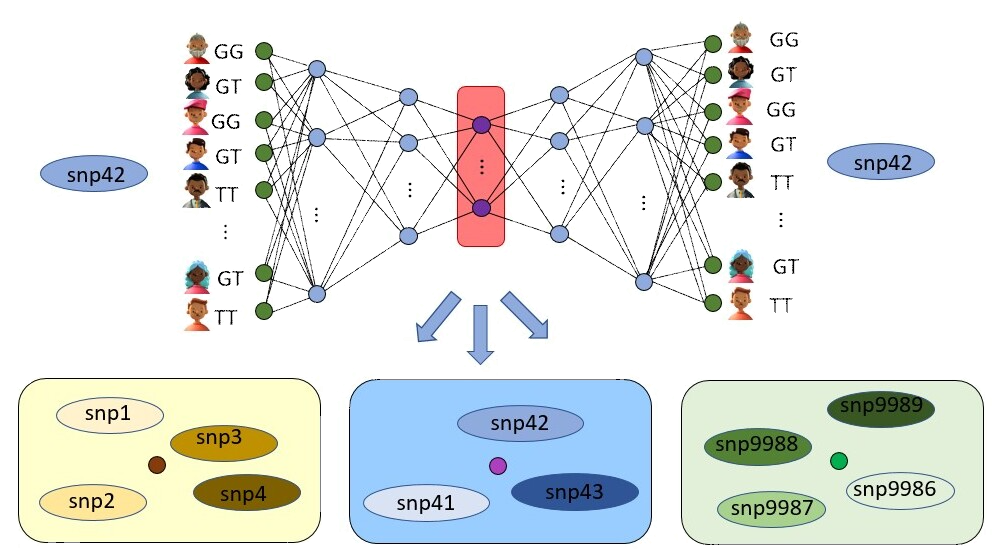 snp42
GG
GT
GG
GT
TT
⋮
GT
TT
⋮
⋮
⋮
⋮
⋮
GG
GT
GG
GT
TT
⋮
GT
TT
snp42
snp1
snp3
snp2
snp4
snp42
snp41
snp43
snp9989
snp9988
snp9986
snp9987